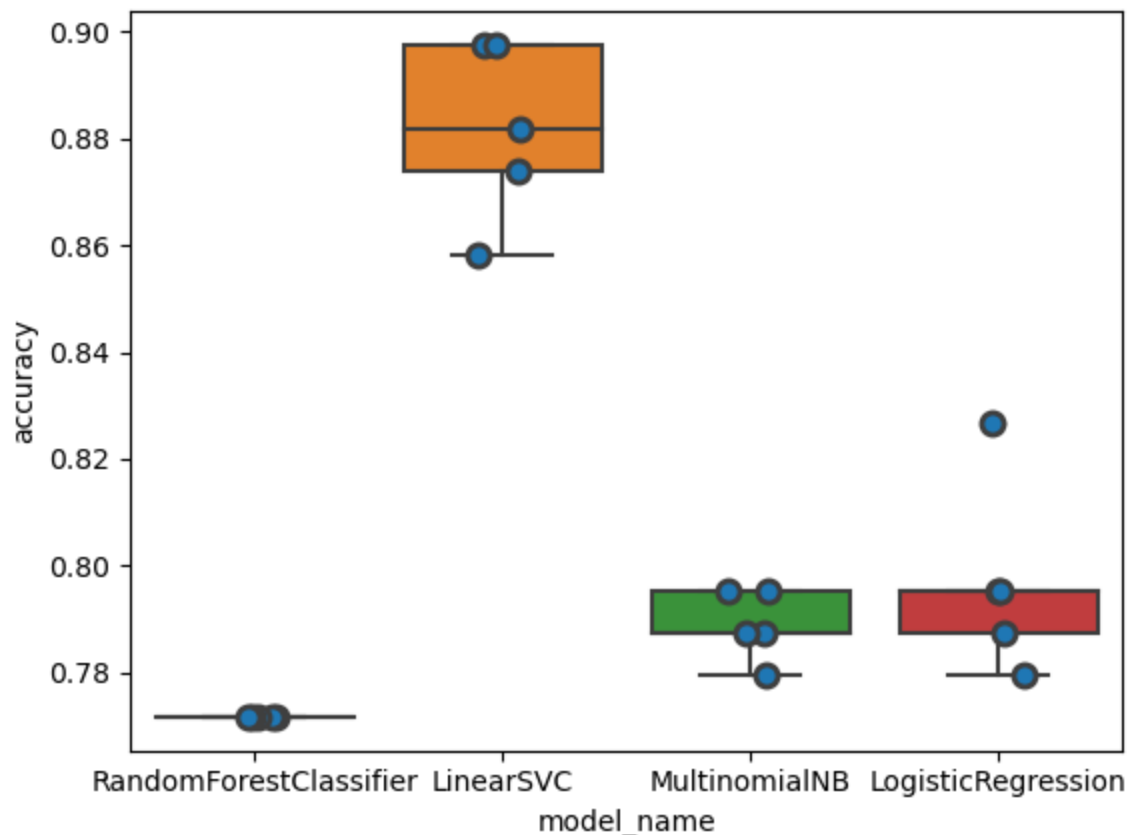 0.90
0.88
0.86
0.84
0.82
0.80
0.78
accuracy
RandomForestClassifier LinearSVC MultinomialNB LogisticRegression
model_name